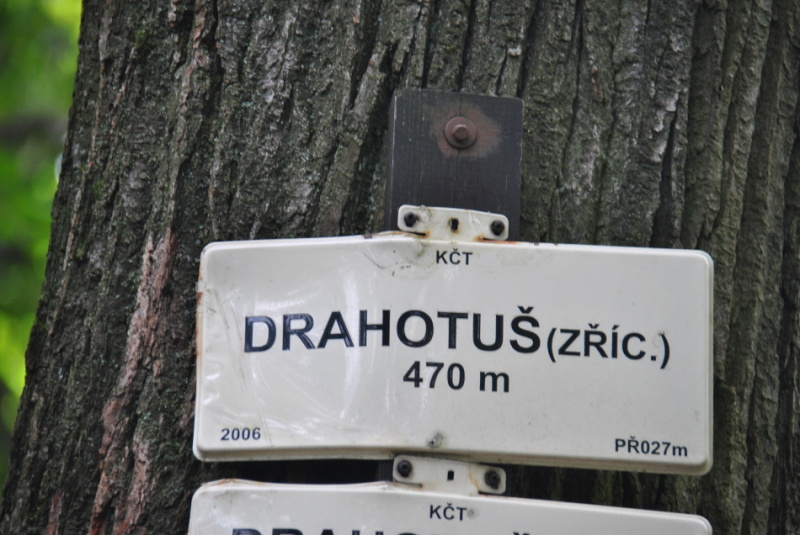 KČT
DRAHOTUŠ (ZŘÍC.)
470 m
2006 PŘ027m
KČT